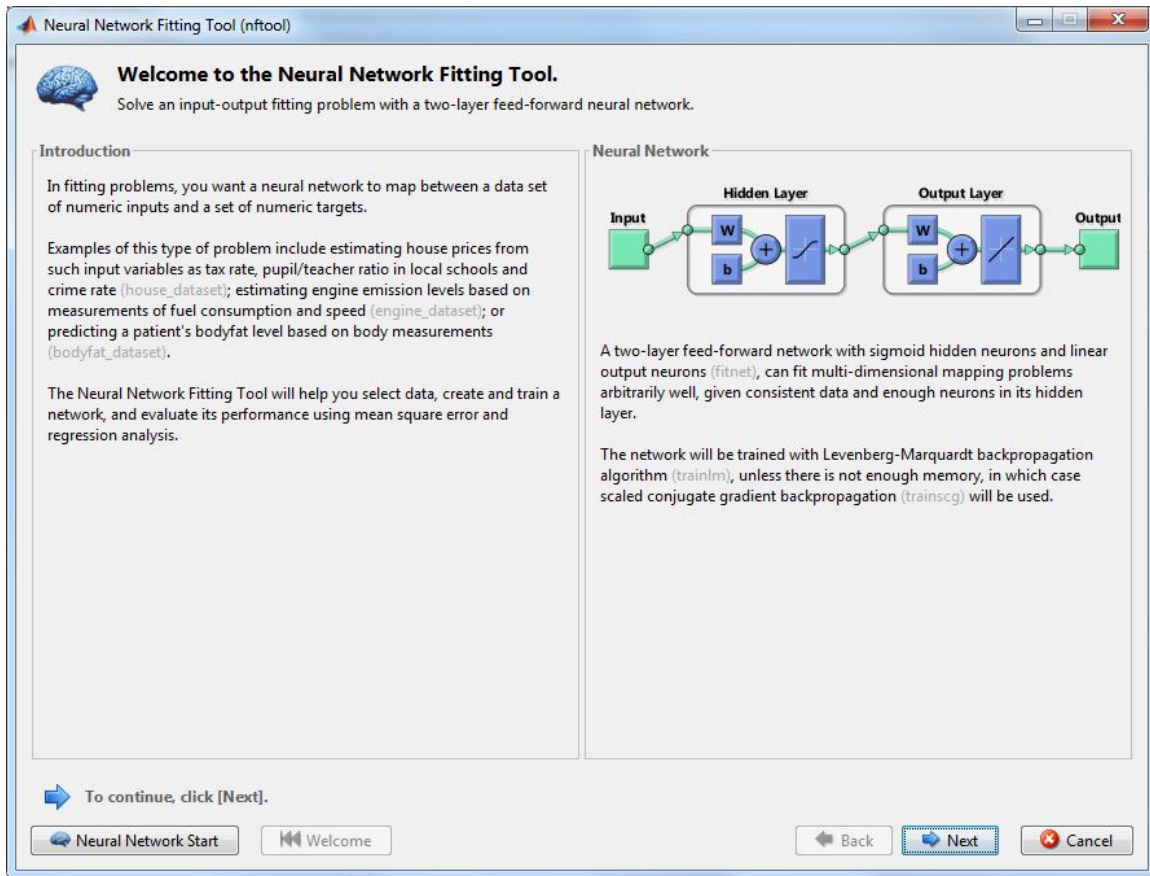 Neural Network Fitting Tool (nftool)
Welcome to the Neural Network Fitting Tool.
Solve an input-output fitting problem with a two-layer feed-forward neural network.
Introduction
In fitting problems, you want a neural network to map between a data set
of numeric inputs and a set of numeric targets.
Examples of this type of problem include estimating house prices from
such input variables as tax rate, pupil/teacher ratio in local schools and
crime rate (house_dataset); estimating engine emission levels based on
measurements of fuel consumption and speed (engine_dataset); or
predicting a patient's bodyfat level based on body measurements
(bodyfat_dataset).
The Neural Network Fitting Tool will help you select data, create and train a
network, and evaluate its performance using mean square error and
regression analysis.
Neural Network
Hidden Layer
Output Layer
Input
Output
W
b
+
W
b
+
A two-layer feed-forward network with sigmoid hidden neurons and linear
output neurons (fitnet), can fit multi-dimensional mapping problems
arbitrarily well, given consistent data and enough neurons in its hidden
layer.
The network will be trained with Levenberg-Marquardt backpropagation
algorithm (trainlm), unless there is not enough memory, in which case
scaled conjugate gradient backpropagation (trainscg) will be used.
To continue, click [Next].
Neural Network Start
Welcome
Back
Next
Cancel